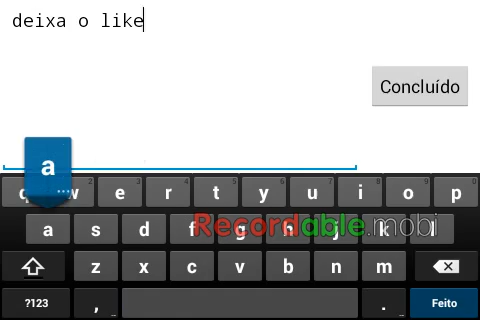 deixa o like
Concluído
a
q w e r t y u i o p
a s d f g h j k l
Recordable.mobi
z x c v b n m
?123 , . Feito